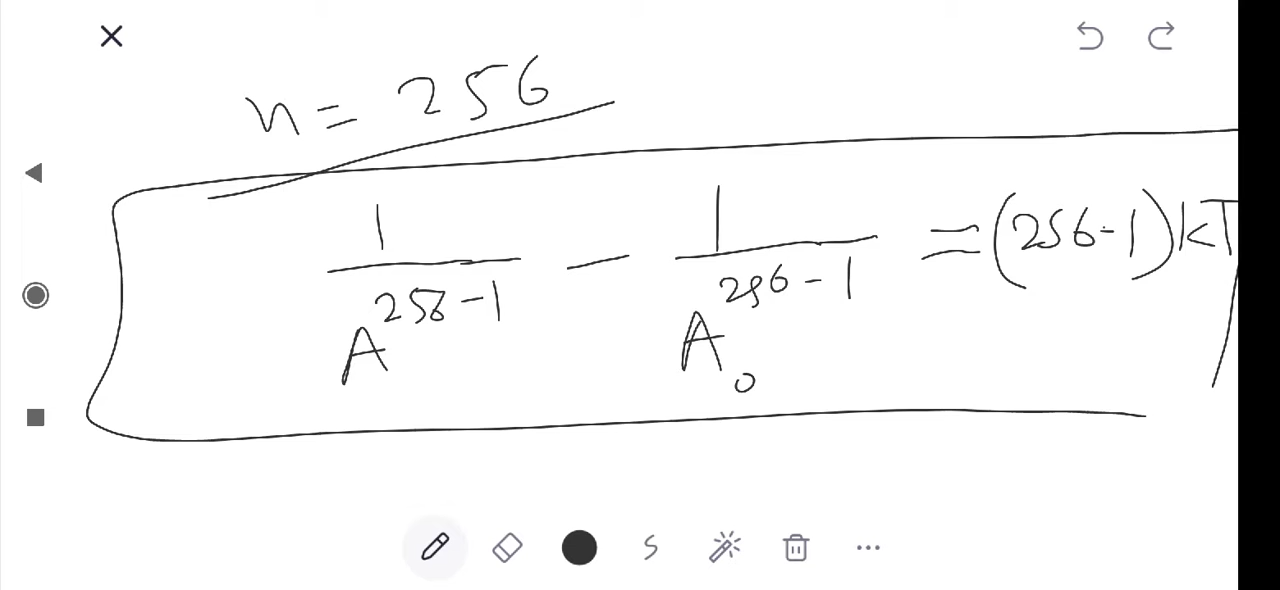 n = 256
1/A^(256-1) - 1/A₀^(256-1) = (256-1)kT